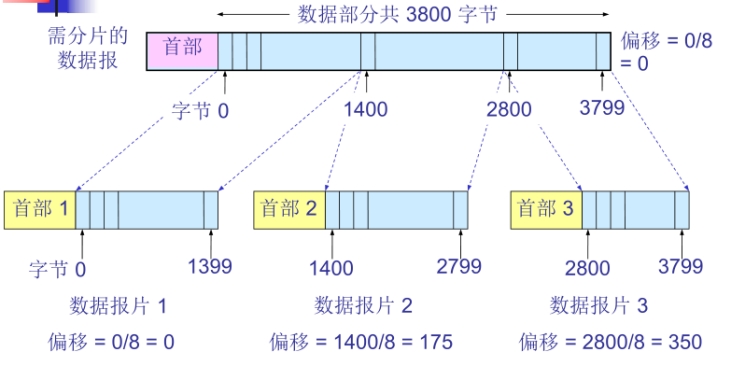 数据部分共 3800 字节
需分片的
数据报
首部
偏移 = 0/8
= 0
字节 0
1400
2800
3799
首部 1
首部 2
首部 3
字节 0
1399
1400
2799
2800
3799
数据报片 1
数据报片 2
数据报片 3
偏移 = 0/8 = 0
偏移 = 1400/8 = 175
偏移 = 2800/8 = 350